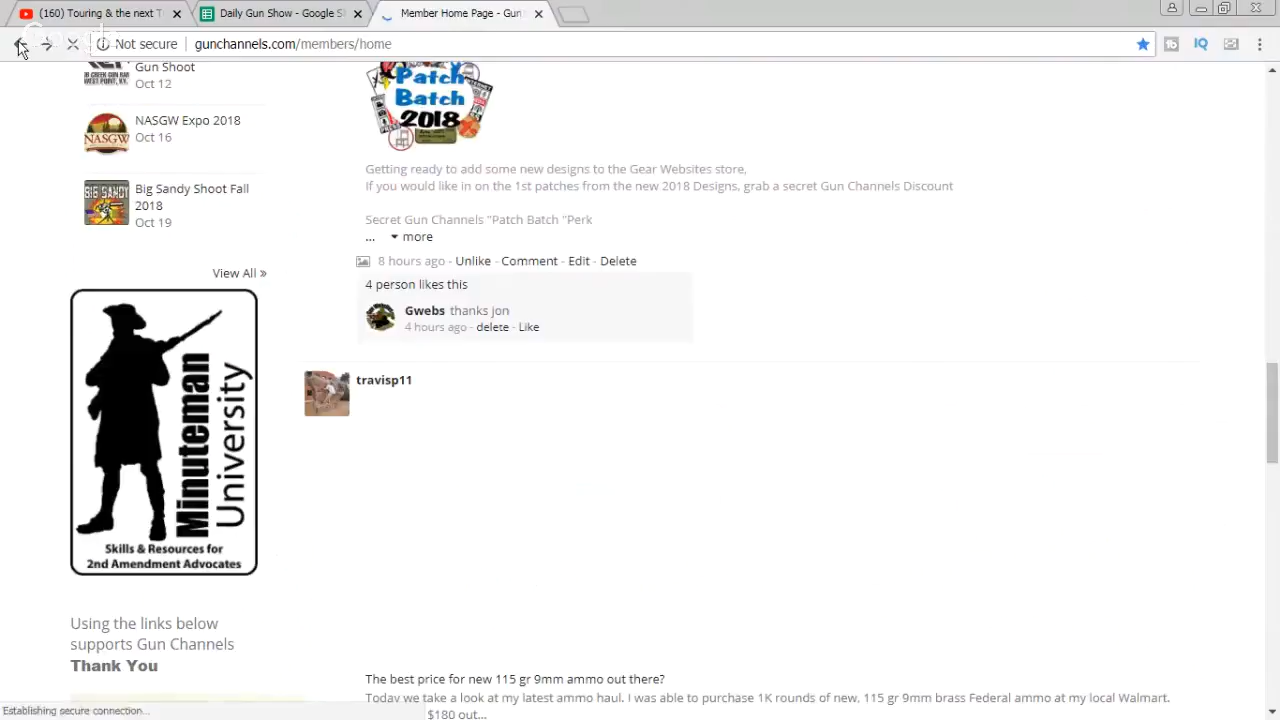 (160) Touring & the next T
Daily Gun Show - Google S
Member Home Page - Gun
Not secure | gunchannels.com/members/home
Gun Shoot
Oct 12
NASGW
NASGW Expo 2018
Oct 16
BIG SANDY
Big Sandy Shoot Fall
2018
Oct 19
View All »
Minuteman
University
Skills & Resources for
2nd Amendment Advocates
Using the links below
supports Gun Channels
Thank You
Patch
Batch
2018
Getting ready to add some new designs to the Gear Websites store,
If you would like in on the 1st patches from the new 2018 Designs, grab a secret Gun Channels Discount
Secret Gun Channels "Patch Batch "Perk
... more
8 hours ago - Unlike - Comment - Edit - Delete
4 person likes this
Gwebs thanks jon
4 hours ago - delete - Like
travisp11
The best price for new 115 gr 9mm ammo out there?
Today we take a look at my latest ammo haul. I was able to purchase 1K rounds of new, 115 gr 9mm brass Federal ammo at my local Walmart.
$180 out...
Establishing secure connection...